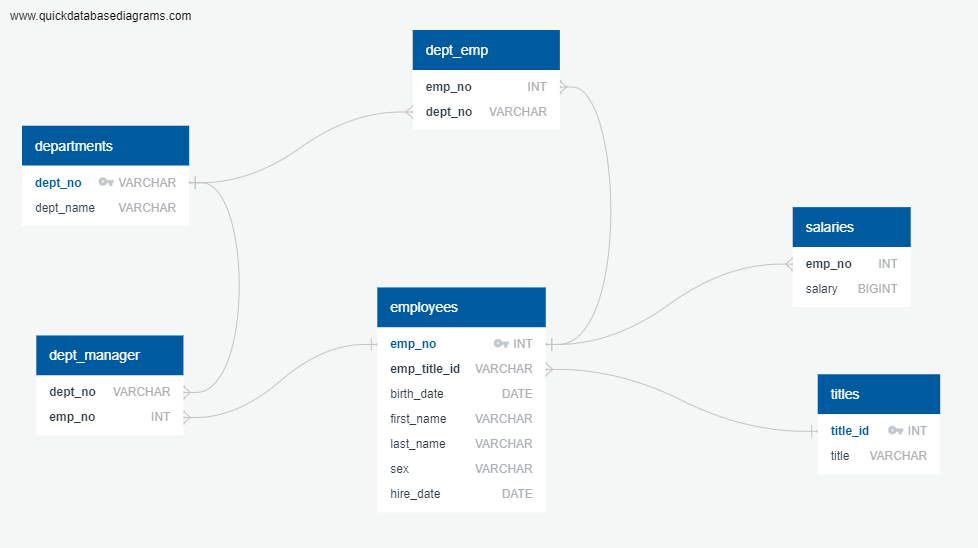 www.quickdatabasediagrams.com
dept_emp
emp_no INT
dept_no VARCHAR
departments
dept_no VARCHAR
dept_name VARCHAR
salaries
emp_no INT
salary BIGINT
employees
emp_no INT
emp_title_id VARCHAR
birth_date DATE
first_name VARCHAR
last_name VARCHAR
sex VARCHAR
hire_date DATE
dept_manager
dept_no VARCHAR
emp_no INT
titles
title_id INT
title VARCHAR